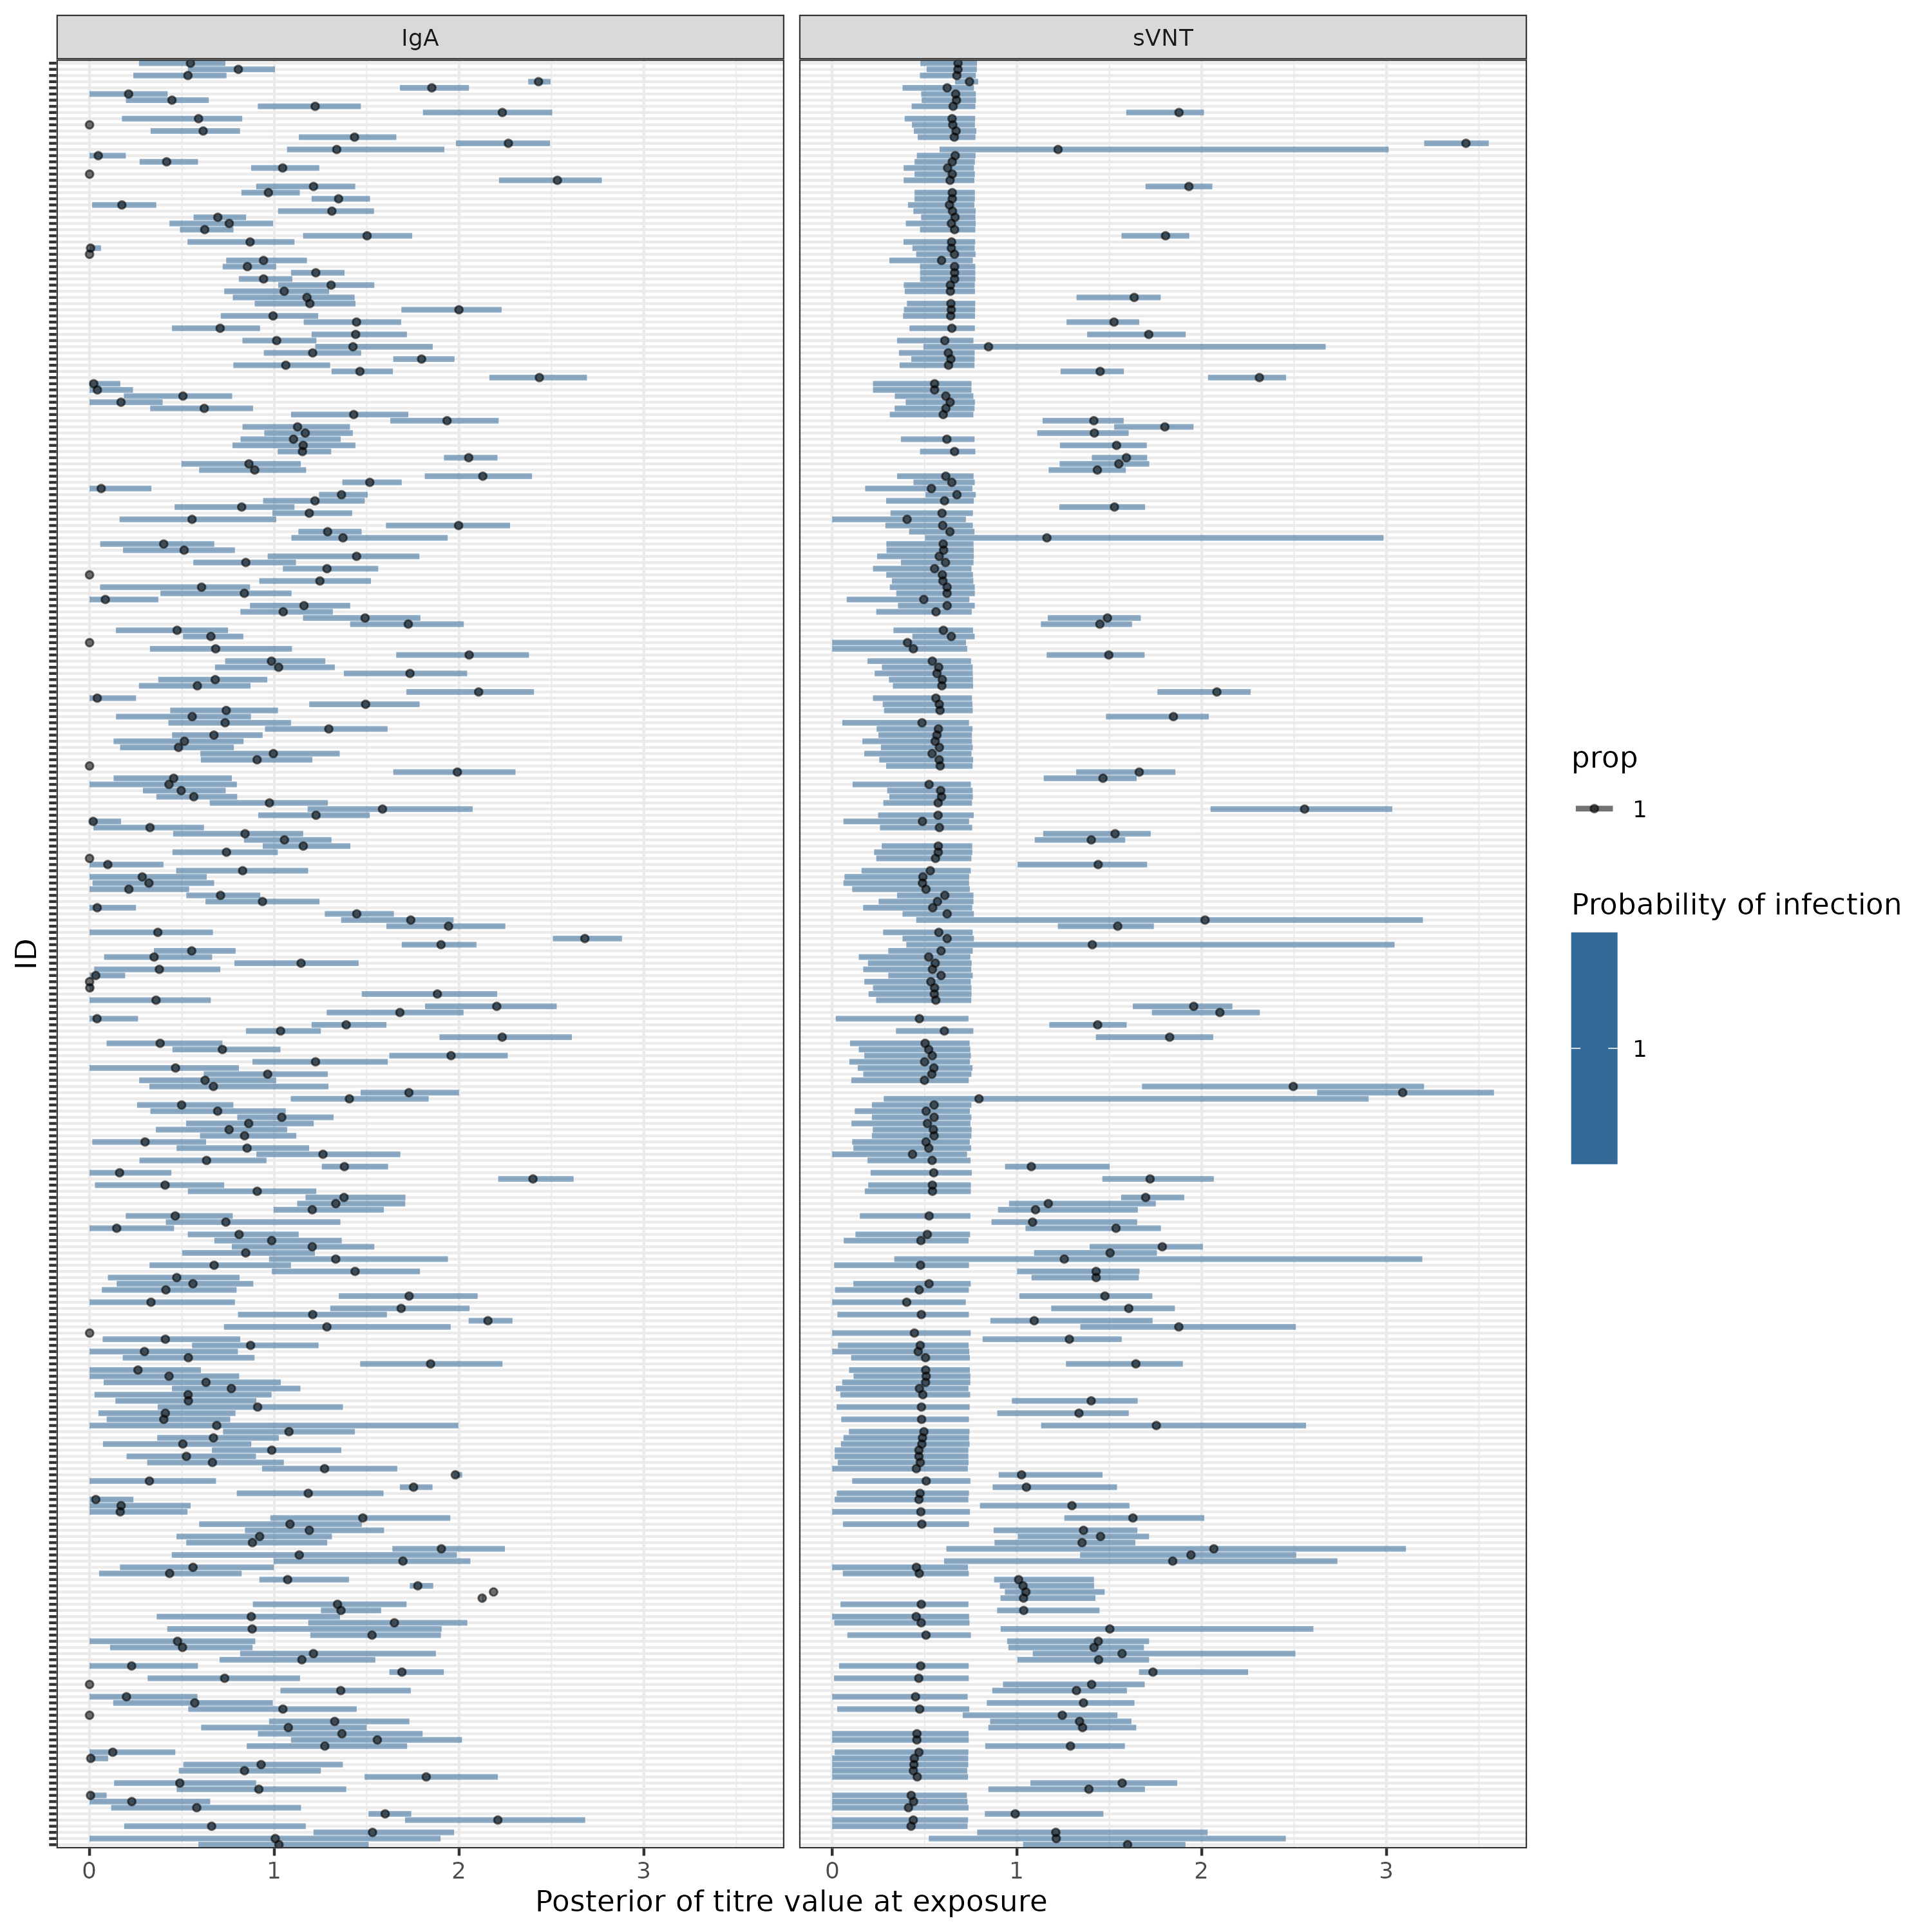 IgA
sVNT
ID
0 1 2 3
0 1 2 3
Posterior of titre value at exposure
prop
1
Probability of infection
1